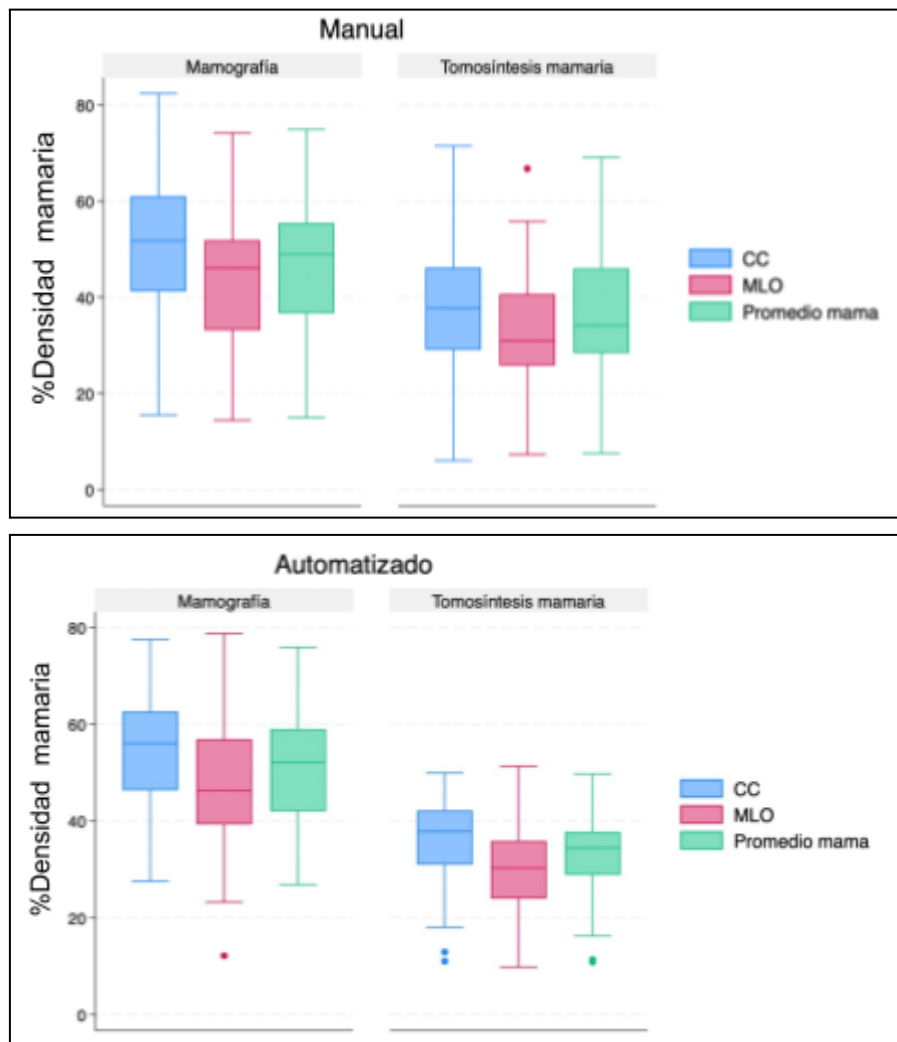 Manual
Mamografía
Tomosíntesis mamaria
%Densidad mamaria
80
60
40
20
0
CC
MLO
Promedio mama
Automatizado
Mamografía
Tomosíntesis mamaria
%Densidad mamaria
80
60
40
20
0
CC
MLO
Promedio mama